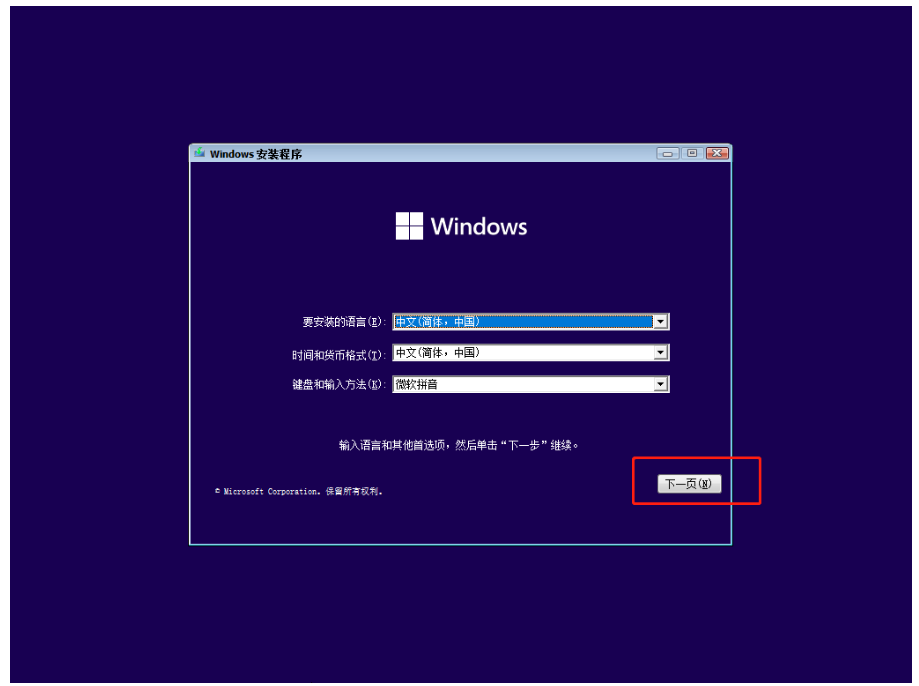 Windows 安装程序
Windows
要安装的语言(E): 中文(简体，中国)
时间和货币格式(T): 中文(简体，中国)
键盘和输入方法(K): 微软拼音
输入语言和其他首选项，然后单击“下一步”继续。
© Microsoft Corporation. 保留所有权利。
下一页(N)